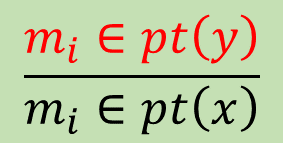 mᵢ ∈ pt(y)
mᵢ ∈ pt(x)